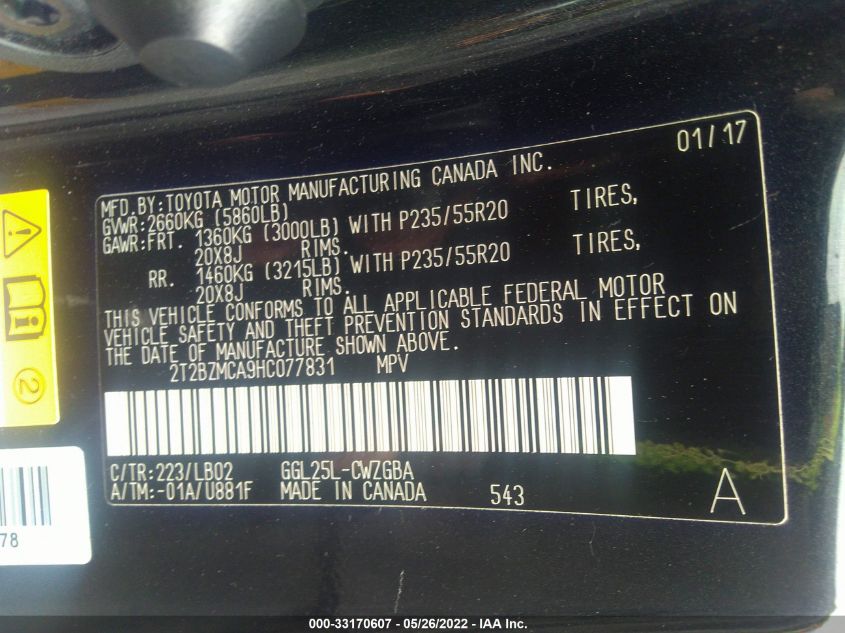 01/17
MFD.BY:TOYOTA MOTOR MANUFACTURING CANADA INC.
GVWR:2660KG (5860LB)
GAWR:FRT. 1360KG (3000LB) WITH P235/55R20 TIRES,
20X8J RIMS.
RR. 1460KG (3215LB) WITH P235/55R20 TIRES,
20X8J RIMS.
THIS VEHICLE CONFORMS TO ALL APPLICABLE FEDERAL MOTOR
VEHICLE SAFETY AND THEFT PREVENTION STANDARDS IN EFFECT ON
THE DATE OF MANUFACTURE SHOWN ABOVE.
2T2BZMCA9HC077831 MPV
C/TR:223/LB02 GGL25L-CWZGBA
A/TM:-01A/U881F MADE IN CANADA 543 A
2
78
000-33170607 - 05/26/2022 - IAA Inc.